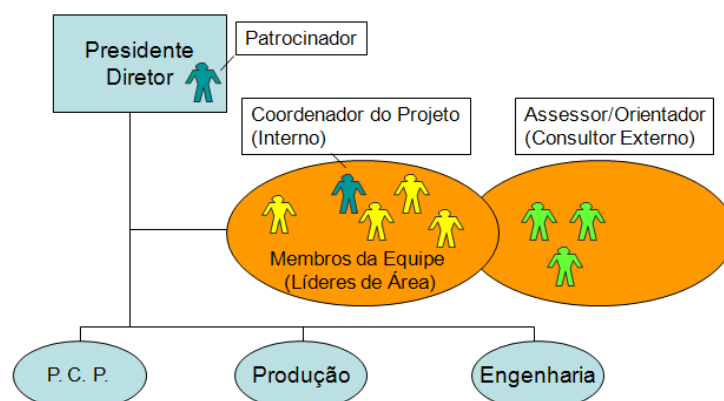 Presidente
Diretor
Patrocinador
Coordenador do Projeto
(Interno)
Assessor/Orientador
(Consultor Externo)
Membros da Equipe
(Líderes de Área)
P. C. P.
Produção
Engenharia